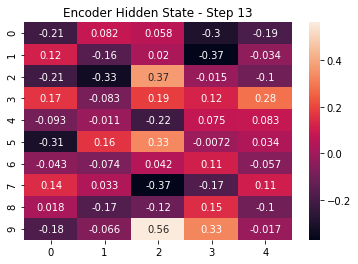 Encoder Hidden State - Step 13
0 -0.21 0.082 0.058 -0.3 -0.19
1 0.12 -0.16 0.02 -0.37 -0.034
2 -0.21 -0.33 0.37 -0.015 -0.1
3 0.17 -0.083 0.19 0.12 0.28
4 -0.093 -0.011 -0.22 0.075 0.083
5 -0.31 0.16 0.33 -0.0072 0.034
6 -0.043 -0.074 0.042 0.11 -0.057
7 0.14 0.033 -0.37 -0.17 0.11
8 0.018 -0.17 -0.12 0.15 -0.1
9 -0.18 -0.066 0.56 0.33 -0.017
0 1 2 3 4
0.4
0.2
0.0
-0.2